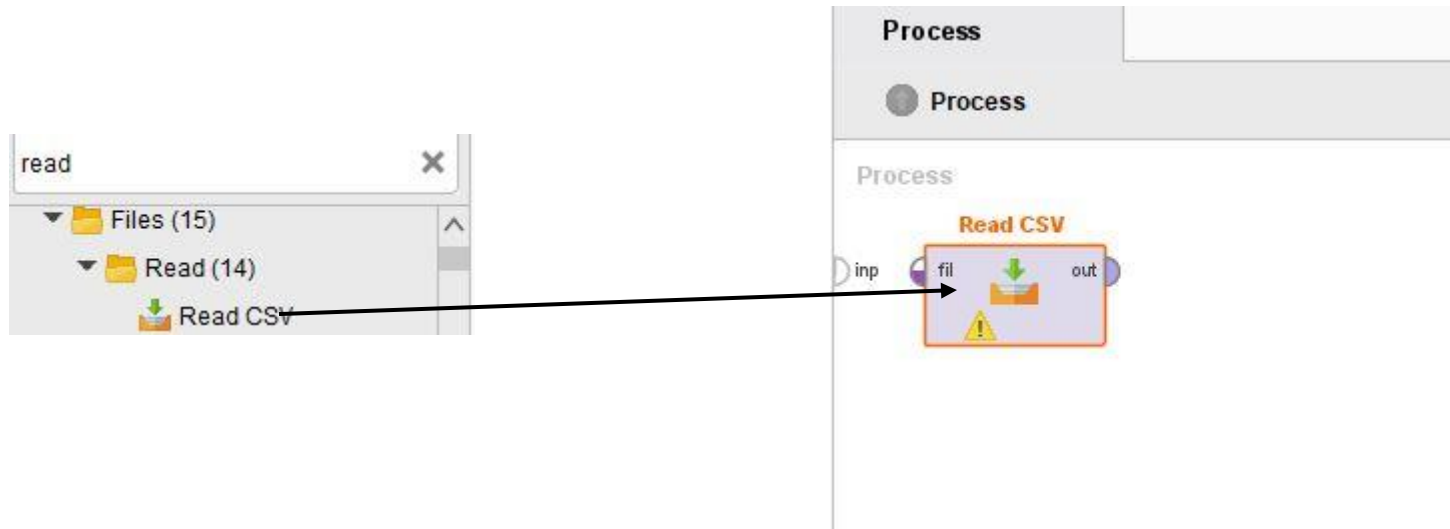 read
Files (15)
Read (14)
Read CSV
Process
Process
Process
Read CSV
inp fil out